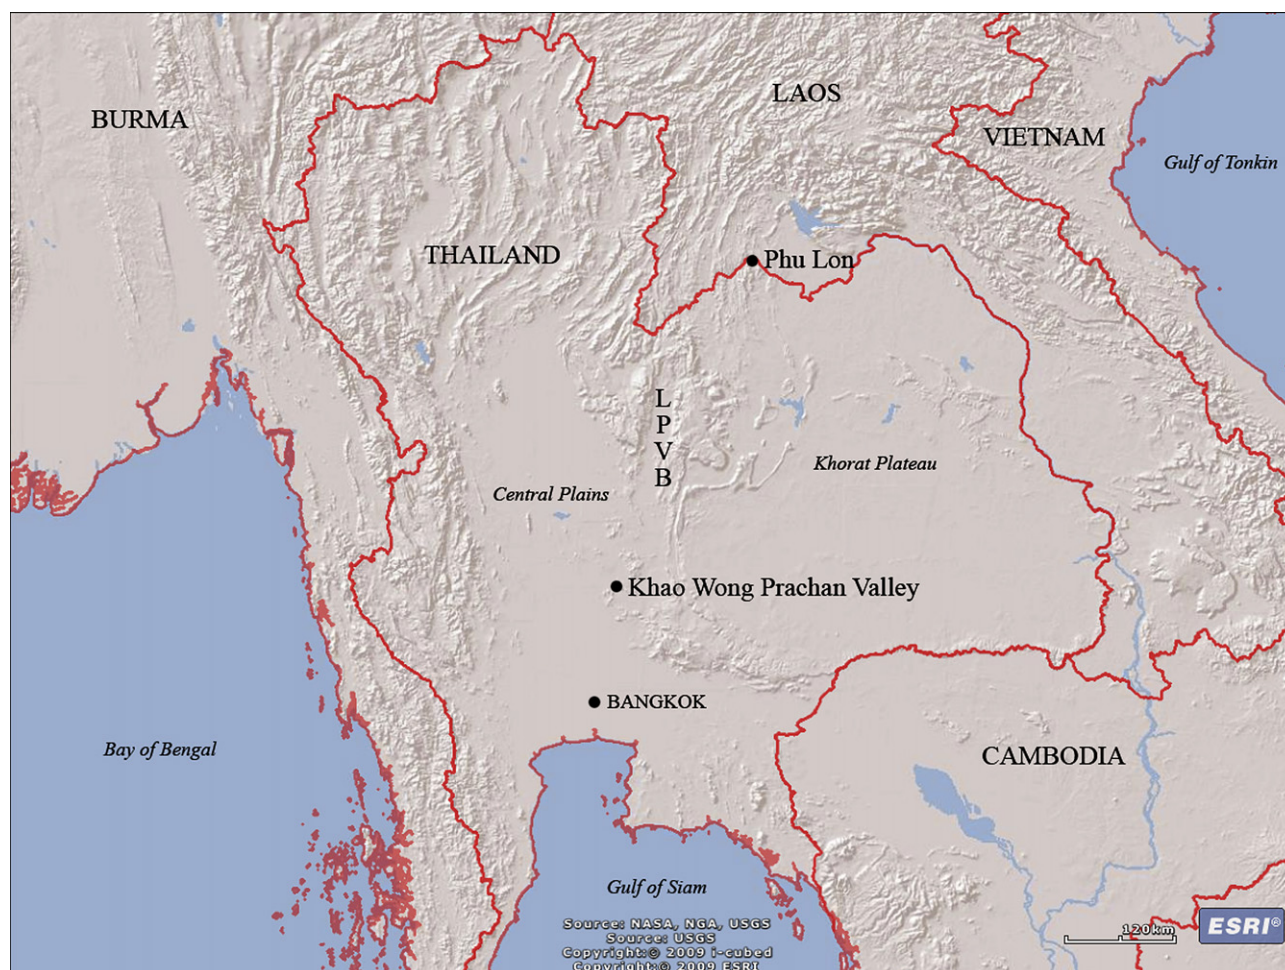 LAOS
BURMA
VIETNAM
Gulf of Tonkin
THAILAND
Phu Lon
L
P
V
B
Khorat Plateau
Central Plains
Khao Wong Prachan Valley
BANGKOK
Bay of Bengal
CAMBODIA
Gulf of Siam
Source: NASA, NGA, USGS
Source: USGS
Copyright:© 2009 i-cubed
Copyright:© 2009 ESRI
120km
ESRI®